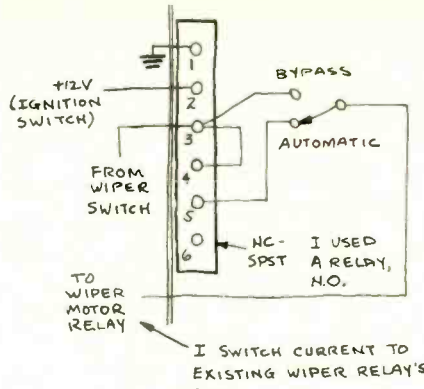 1
+12V
(IGNITION
SWITCH)
2
BYPASS
3
AUTOMATIC
FROM
WIPER
SWITCH
4
5
6
NC-
SPST
I USED
A RELAY,
N.O.
TO
WIPER
MOTOR
RELAY
I SWITCH CURRENT TO
EXISTING WIPER RELAY'S